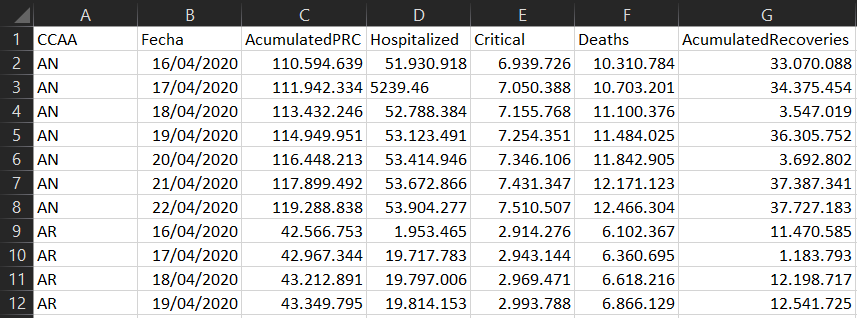 A B C D E F G
1 CCAA Fecha AcumulatedPRC Hospitalized Critical Deaths AcumulatedRecoveries
2 AN 16/04/2020 110.594.639 51.930.918 6.939.726 10.310.784 33.070.088
3 AN 17/04/2020 111.942.334 5239.46 7.050.388 10.703.201 34.375.454
4 AN 18/04/2020 113.432.246 52.788.384 7.155.768 11.100.376 3.547.019
5 AN 19/04/2020 114.949.951 53.123.491 7.254.351 11.484.025 36.305.752
6 AN 20/04/2020 116.448.213 53.414.946 7.346.106 11.842.905 3.692.802
7 AN 21/04/2020 117.899.492 53.672.866 7.431.347 12.171.123 37.387.341
8 AN 22/04/2020 119.288.838 53.904.277 7.510.507 12.466.304 37.727.183
9 AR 16/04/2020 42.566.753 1.953.465 2.914.276 6.102.367 11.470.585
10 AR 17/04/2020 42.967.344 19.717.783 2.943.144 6.360.695 1.183.793
11 AR 18/04/2020 43.212.891 19.797.006 2.969.471 6.618.216 12.198.717
12 AR 19/04/2020 43.349.795 19.814.153 2.993.788 6.866.129 12.541.725